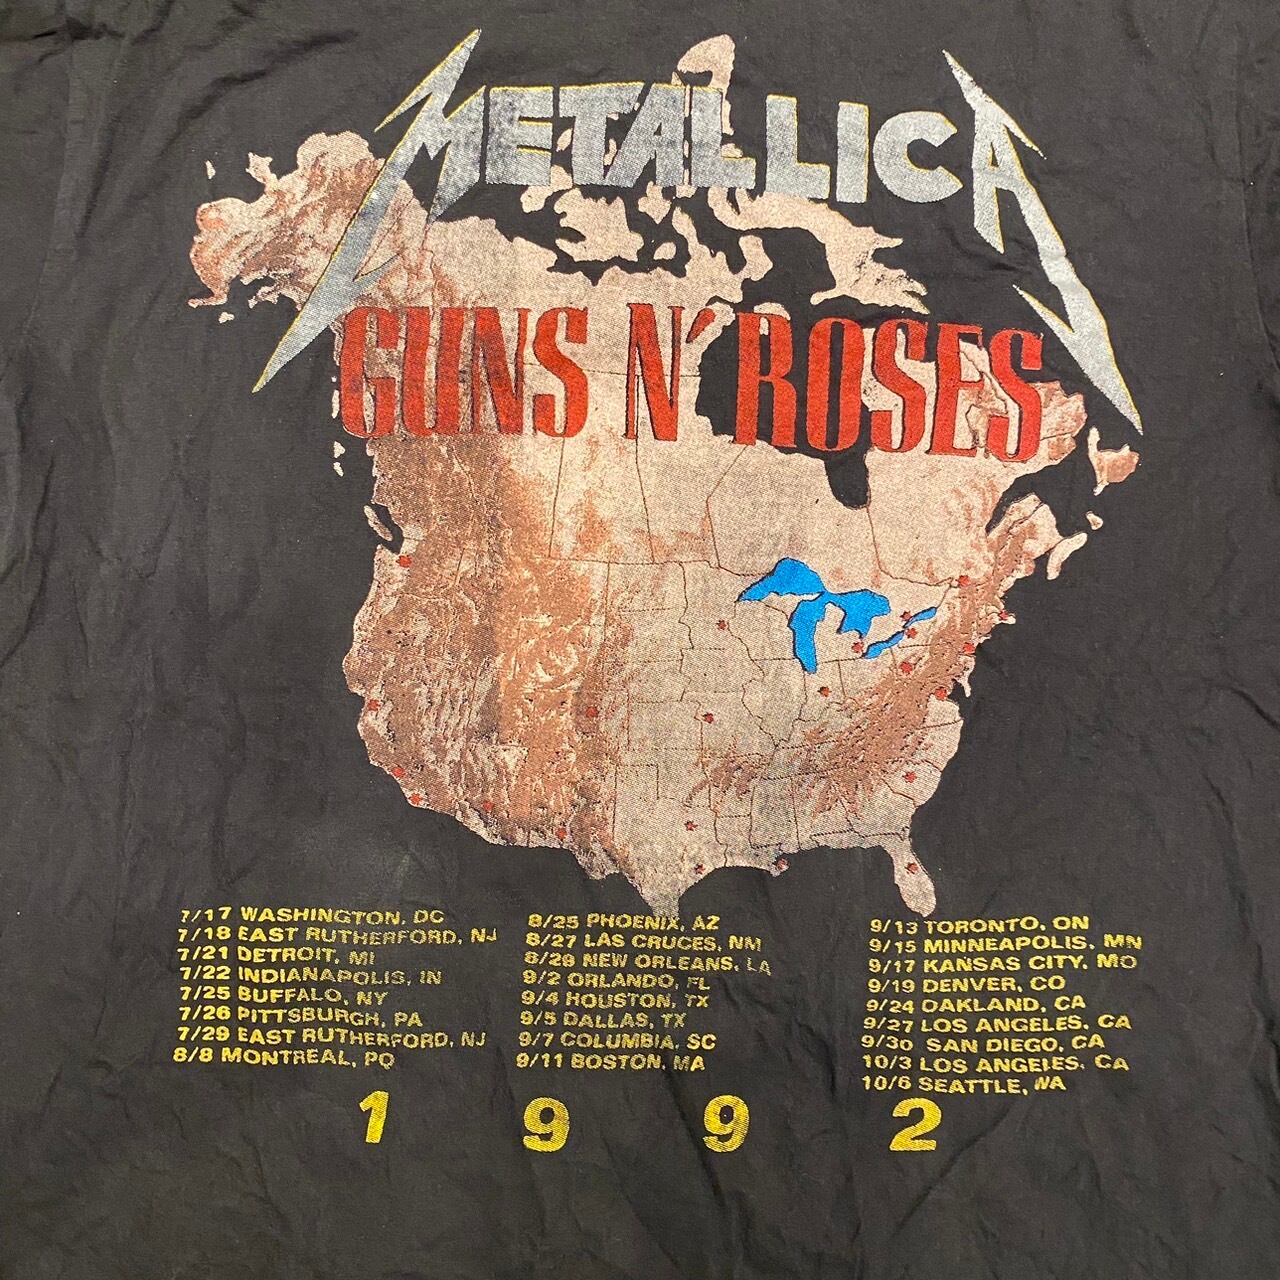 METALLICA
GUNS N' ROSES
7/17 WASHINGTON, DC
7/18 EAST RUTHERFORD, NJ
7/21 DETROIT, MI
7/22 INDIANAPOLIS, IN
7/25 BUFFALO, NY
7/26 PITTSBURGH, PA
7/29 EAST RUTHERFORD, NJ
8/8 MONTREAL, PQ
8/25 PHOENIX, AZ
8/27 LAS CRUCES, NM
8/29 NEW ORLEANS, LA
9/2 ORLANDO, FL
9/4 HOUSTON, TX
9/5 DALLAS, TX
9/7 COLUMBIA, SC
9/11 BOSTON, MA
9/13 TORONTO, ON
9/15 MINNEAPOLIS, MN
9/17 KANSAS CITY, MO
9/19 DENVER, CO
9/24 OAKLAND, CA
9/27 LOS ANGELES, CA
9/30 SAN DIEGO, CA
10/3 LOS ANGELES, CA
10/6 SEATTLE, WA
1 9 9 2